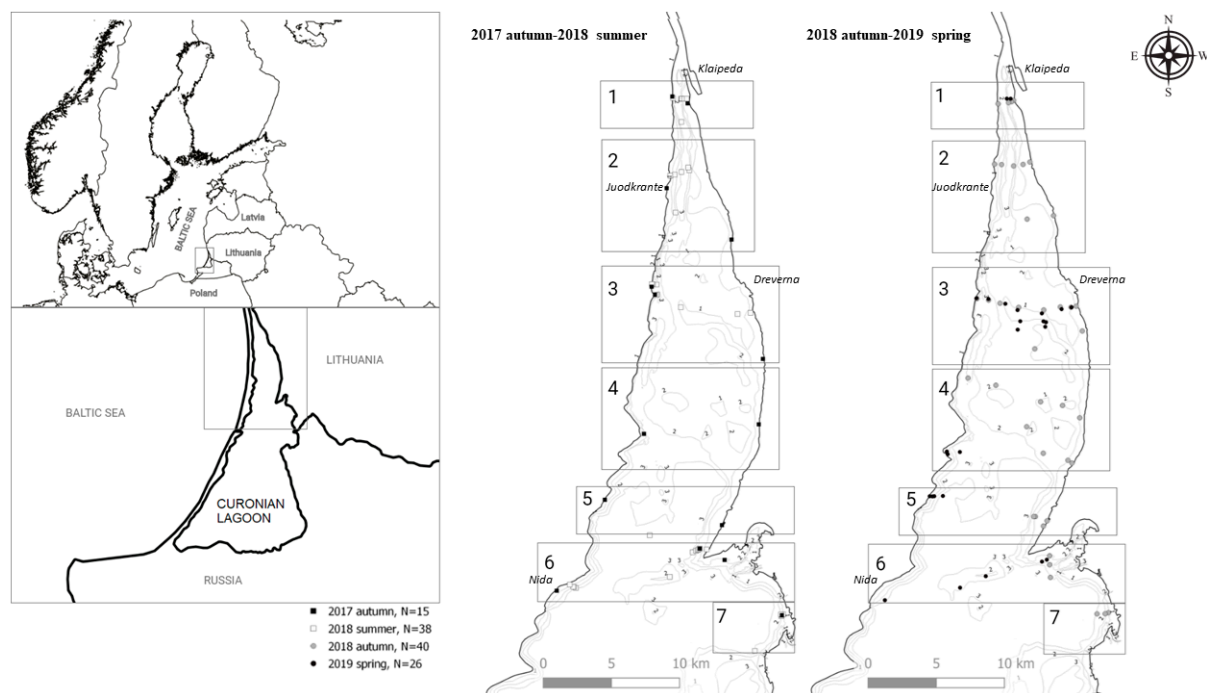 Latvia
BALTIC SEA
Lithuania
Poland
LITHUANIA
BALTIC SEA
CURONIAN
LAGOON
RUSSIA
2017 autumn, N=15
2018 summer, N=38
2018 autumn, N=40
2019 spring, N=26
2017 autumn-2018 summer
Klaipeda
1
2
Juodkrante
Dreverna
3
4
5
6
Nida
7
0 5 10 km
2018 autumn-2019 spring
Klaipeda
1
2
Juodkrante
Dreverna
3
4
5
6
Nida
7
0 5 10 km
N
E W
S